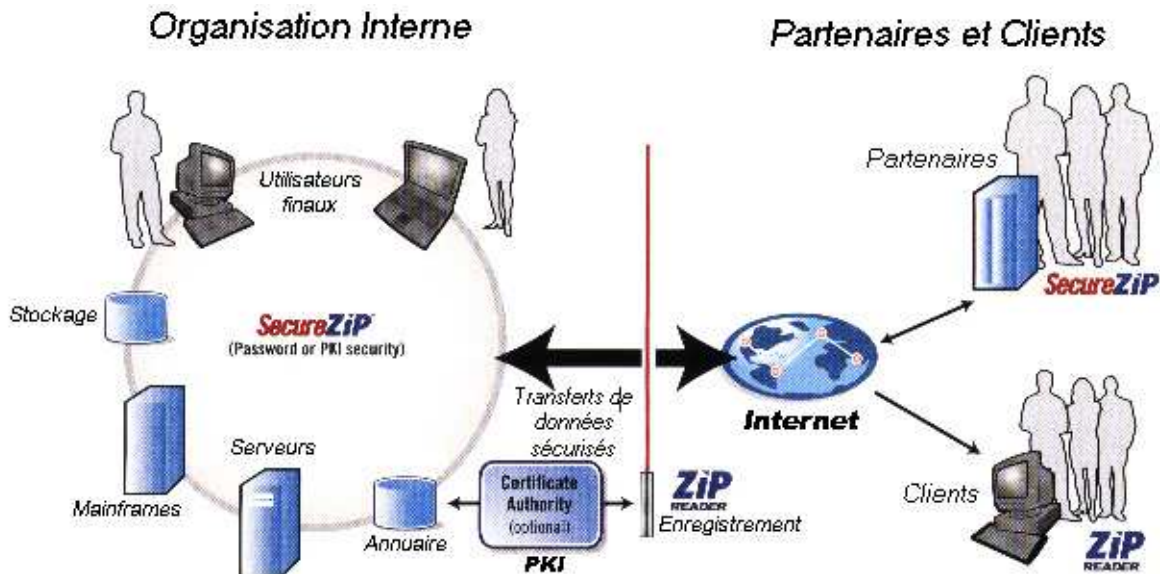 Organisation Interne
Partenaires et Clients
Utilisateurs
finaux
Partenaires
SecureZiP
Stockage
SecureZiP
(Password or PKI security)
Transferts de
données
sécurisés
Internet
Mainframes
Serveurs
Annuaire
Certificate
Authority
(optional)
PKI
ZiP
READER
Enregistrement
Clients
ZiP
READER